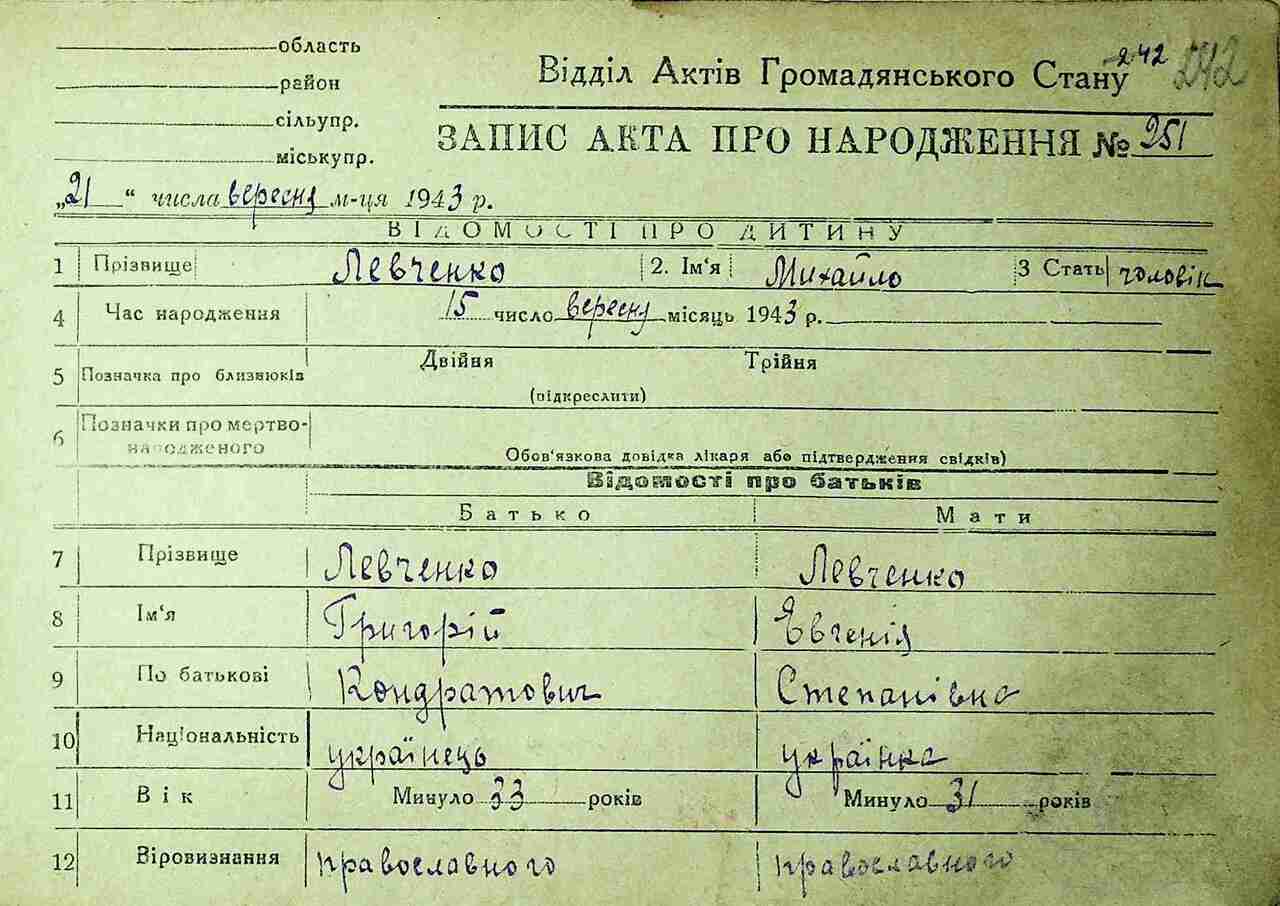 область
район
сільупр.
міськупр.
242 242
Відділ Актів Громадянського Стану
ЗАПИС АКТА ПРО НАРОДЖЕННЯ № 251
„21“ числа вересня м-ця 1943 р.
ВІДОМОСТІ ПРО ДИТИНУ
1 Прізвище Левченко 2. Ім‘я Михайло 3 Стать чоловік
4 Час народження 15 число вересня місяць 1943 р.
5 Позначка про близнюків Двійня Трійня
(підкреслити)
6 Позначки про мертво-
народженого
Обов‘язкова довідка лікаря або підтвердження свідків)
Відомості про батьків
Батько Мати
7 Прізвище Левченко Левченко
8 Ім‘я Григорій Євгенія
9 По батькові Кондратович Степанівна
10 Національність українець українка
11 Вік Минуло 33 років Минуло 31 років
12 Віровизнання православного православного